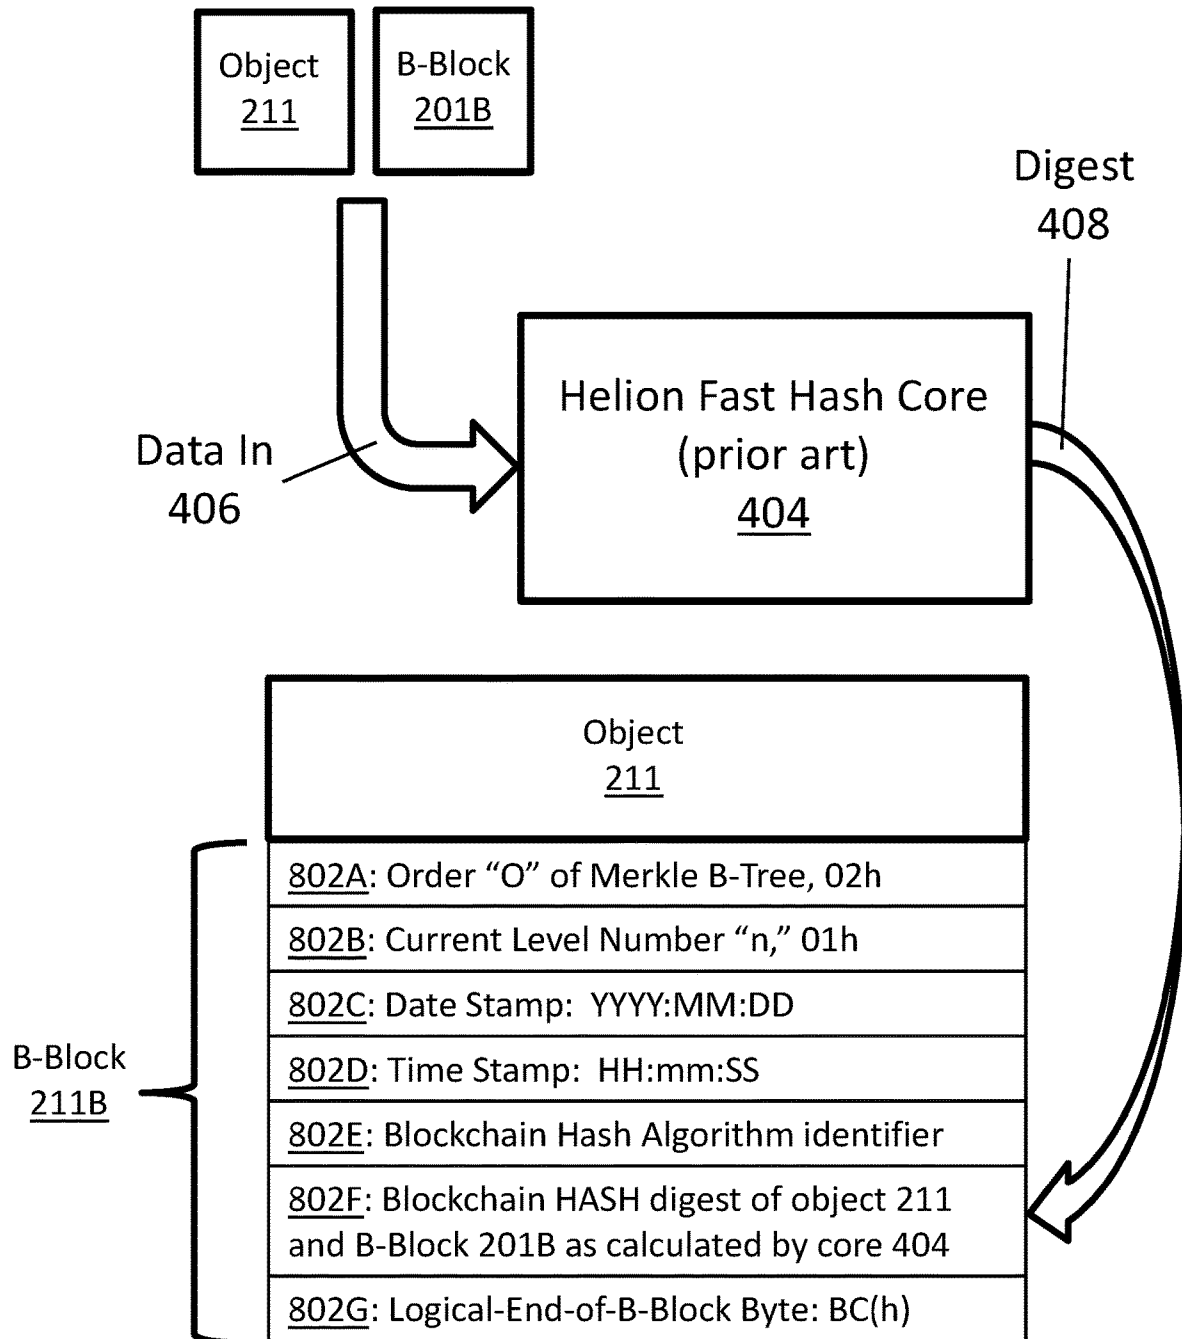 Object
211
B-Block
201B
Digest
408
Helion Fast Hash Core
(prior art)
404
Data In
406
Object
211
802A: Order “O” of Merkle B-Tree, 02h
802B: Current Level Number “n,” 01h
802C: Date Stamp:  YYYY:MM:DD
802D: Time Stamp:  HH:mm:SS
802E: Blockchain Hash Algorithm identifier
802F: Blockchain HASH digest of object 211
and B-Block 201B as calculated by core 404
802G: Logical-End-of-B-Block Byte: BC(h)
B-Block
211B